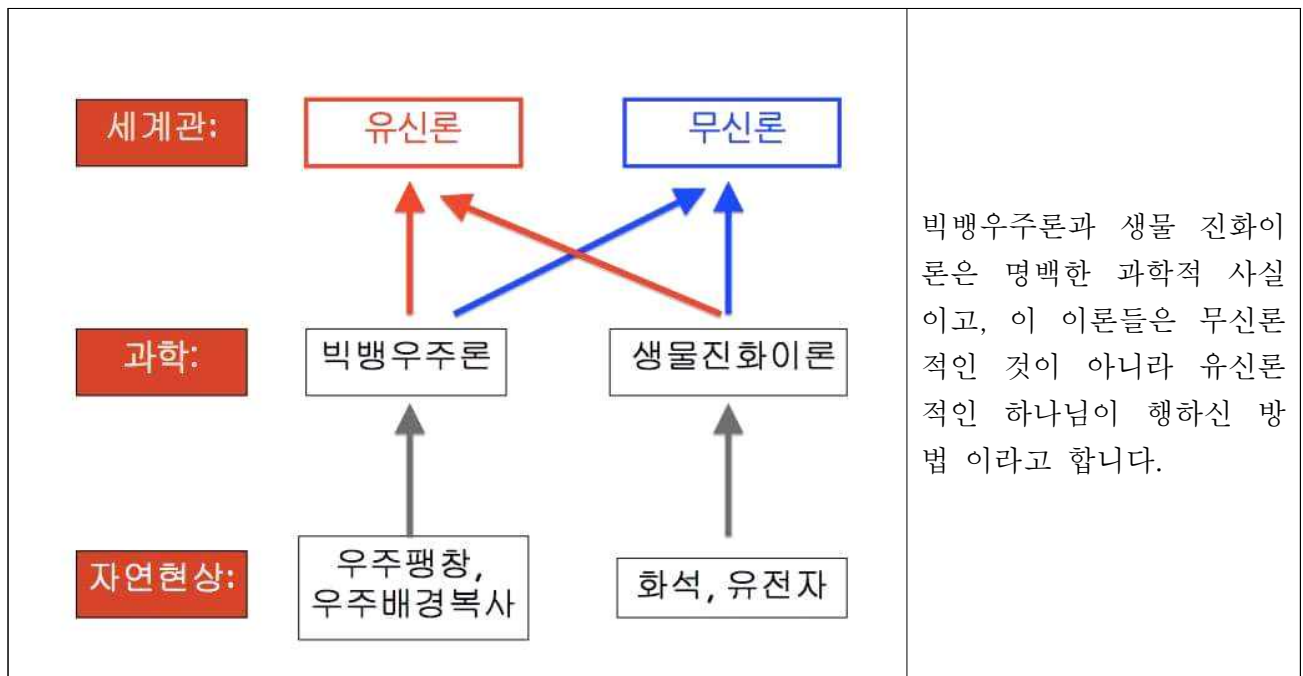 세계관:
유신론
무신론
과학:
빅뱅우주론
생물진화이론
자연현상:
우주팽창,
우주배경복사
화석, 유전자
빅뱅우주론과 생물 진화이
론은 명백한 과학적 사실
이고, 이 이론들은 무신론
적인 것이 아니라 유신론
적인 하나님이 행하신 방
법 이라고 합니다.